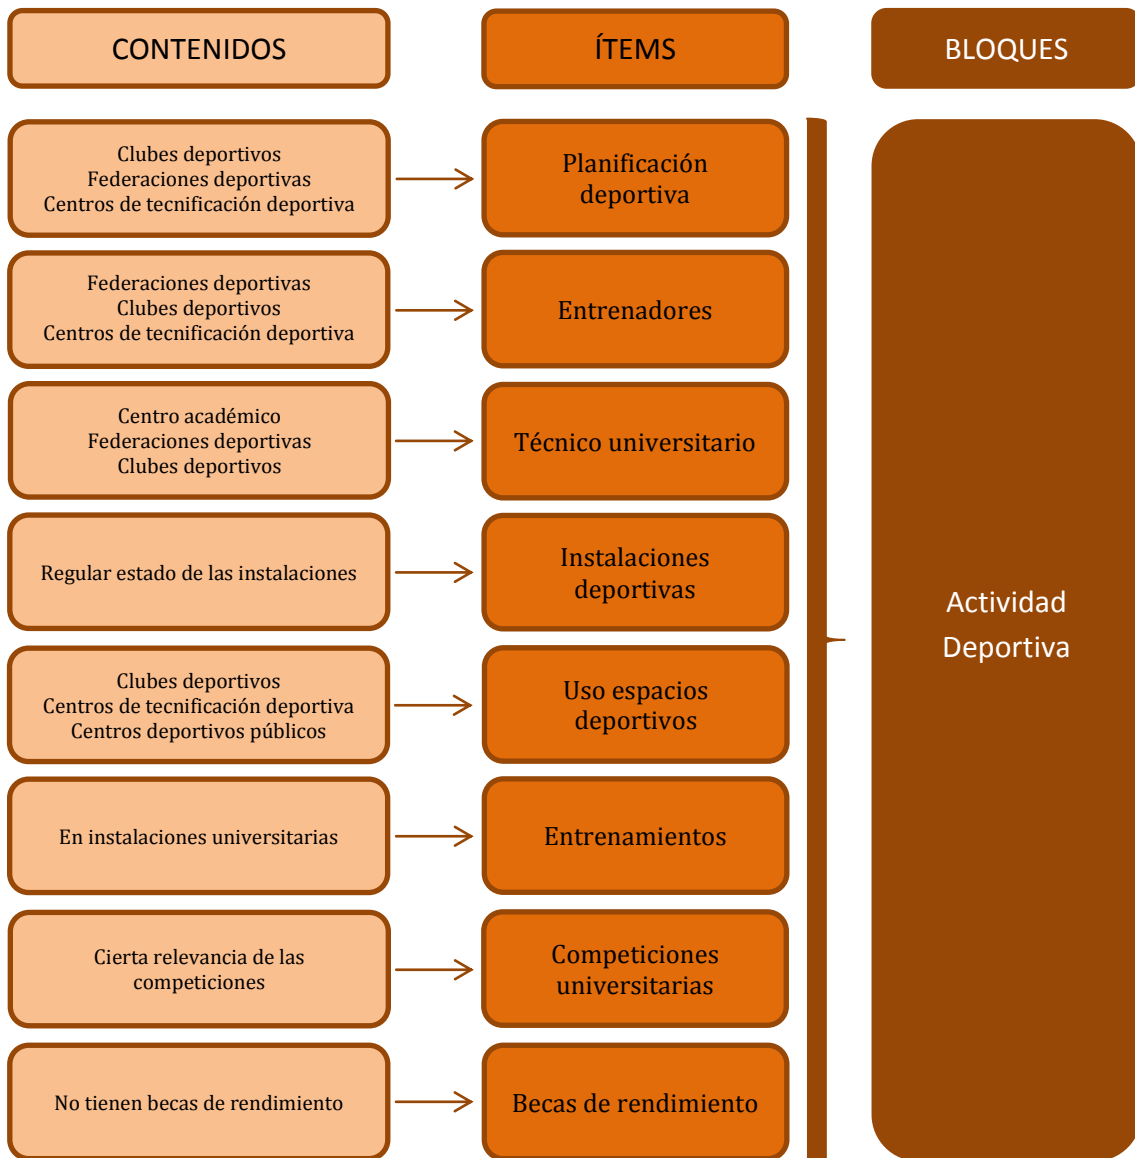 CONTENIDOS
ÍTEMS
BLOQUES
Clubes deportivos
Federaciones deportivas
Centros de tecnificación deportiva
Planificación
deportiva
Federaciones deportivas
Clubes deportivos
Centros de tecnificación deportiva
Entrenadores
Centro académico
Federaciones deportivas
Clubes deportivos
Técnico universitario
Regular estado de las instalaciones
Instalaciones
deportivas
Clubes deportivos
Centros de tecnificación deportiva
Centros deportivos públicos
Uso espacios
deportivos
En instalaciones universitarias
Entrenamientos
Cierta relevancia de las
competiciones
Competiciones
universitarias
No tienen becas de rendimiento
Becas de rendimiento
Actividad
Deportiva